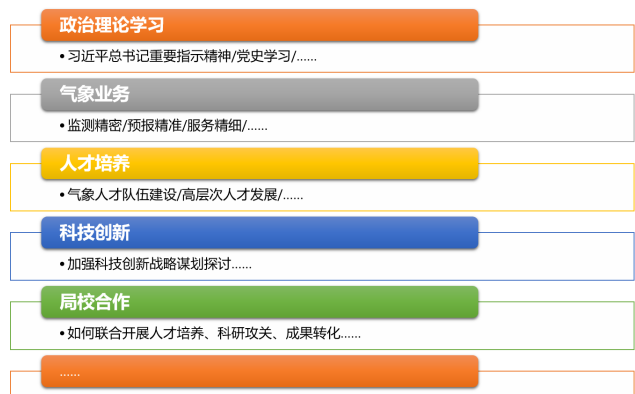 政治理论学习
•习近平总书记重要指示精神/党史学习/……
气象业务
•监测精密/预报精准/服务精细/……
人才培养
•气象人才队伍建设/高层次人才发展/……
科技创新
•加强科技创新战略谋划探讨……
局校合作
•如何联合开展人才培养、科研攻关、成果转化……
……